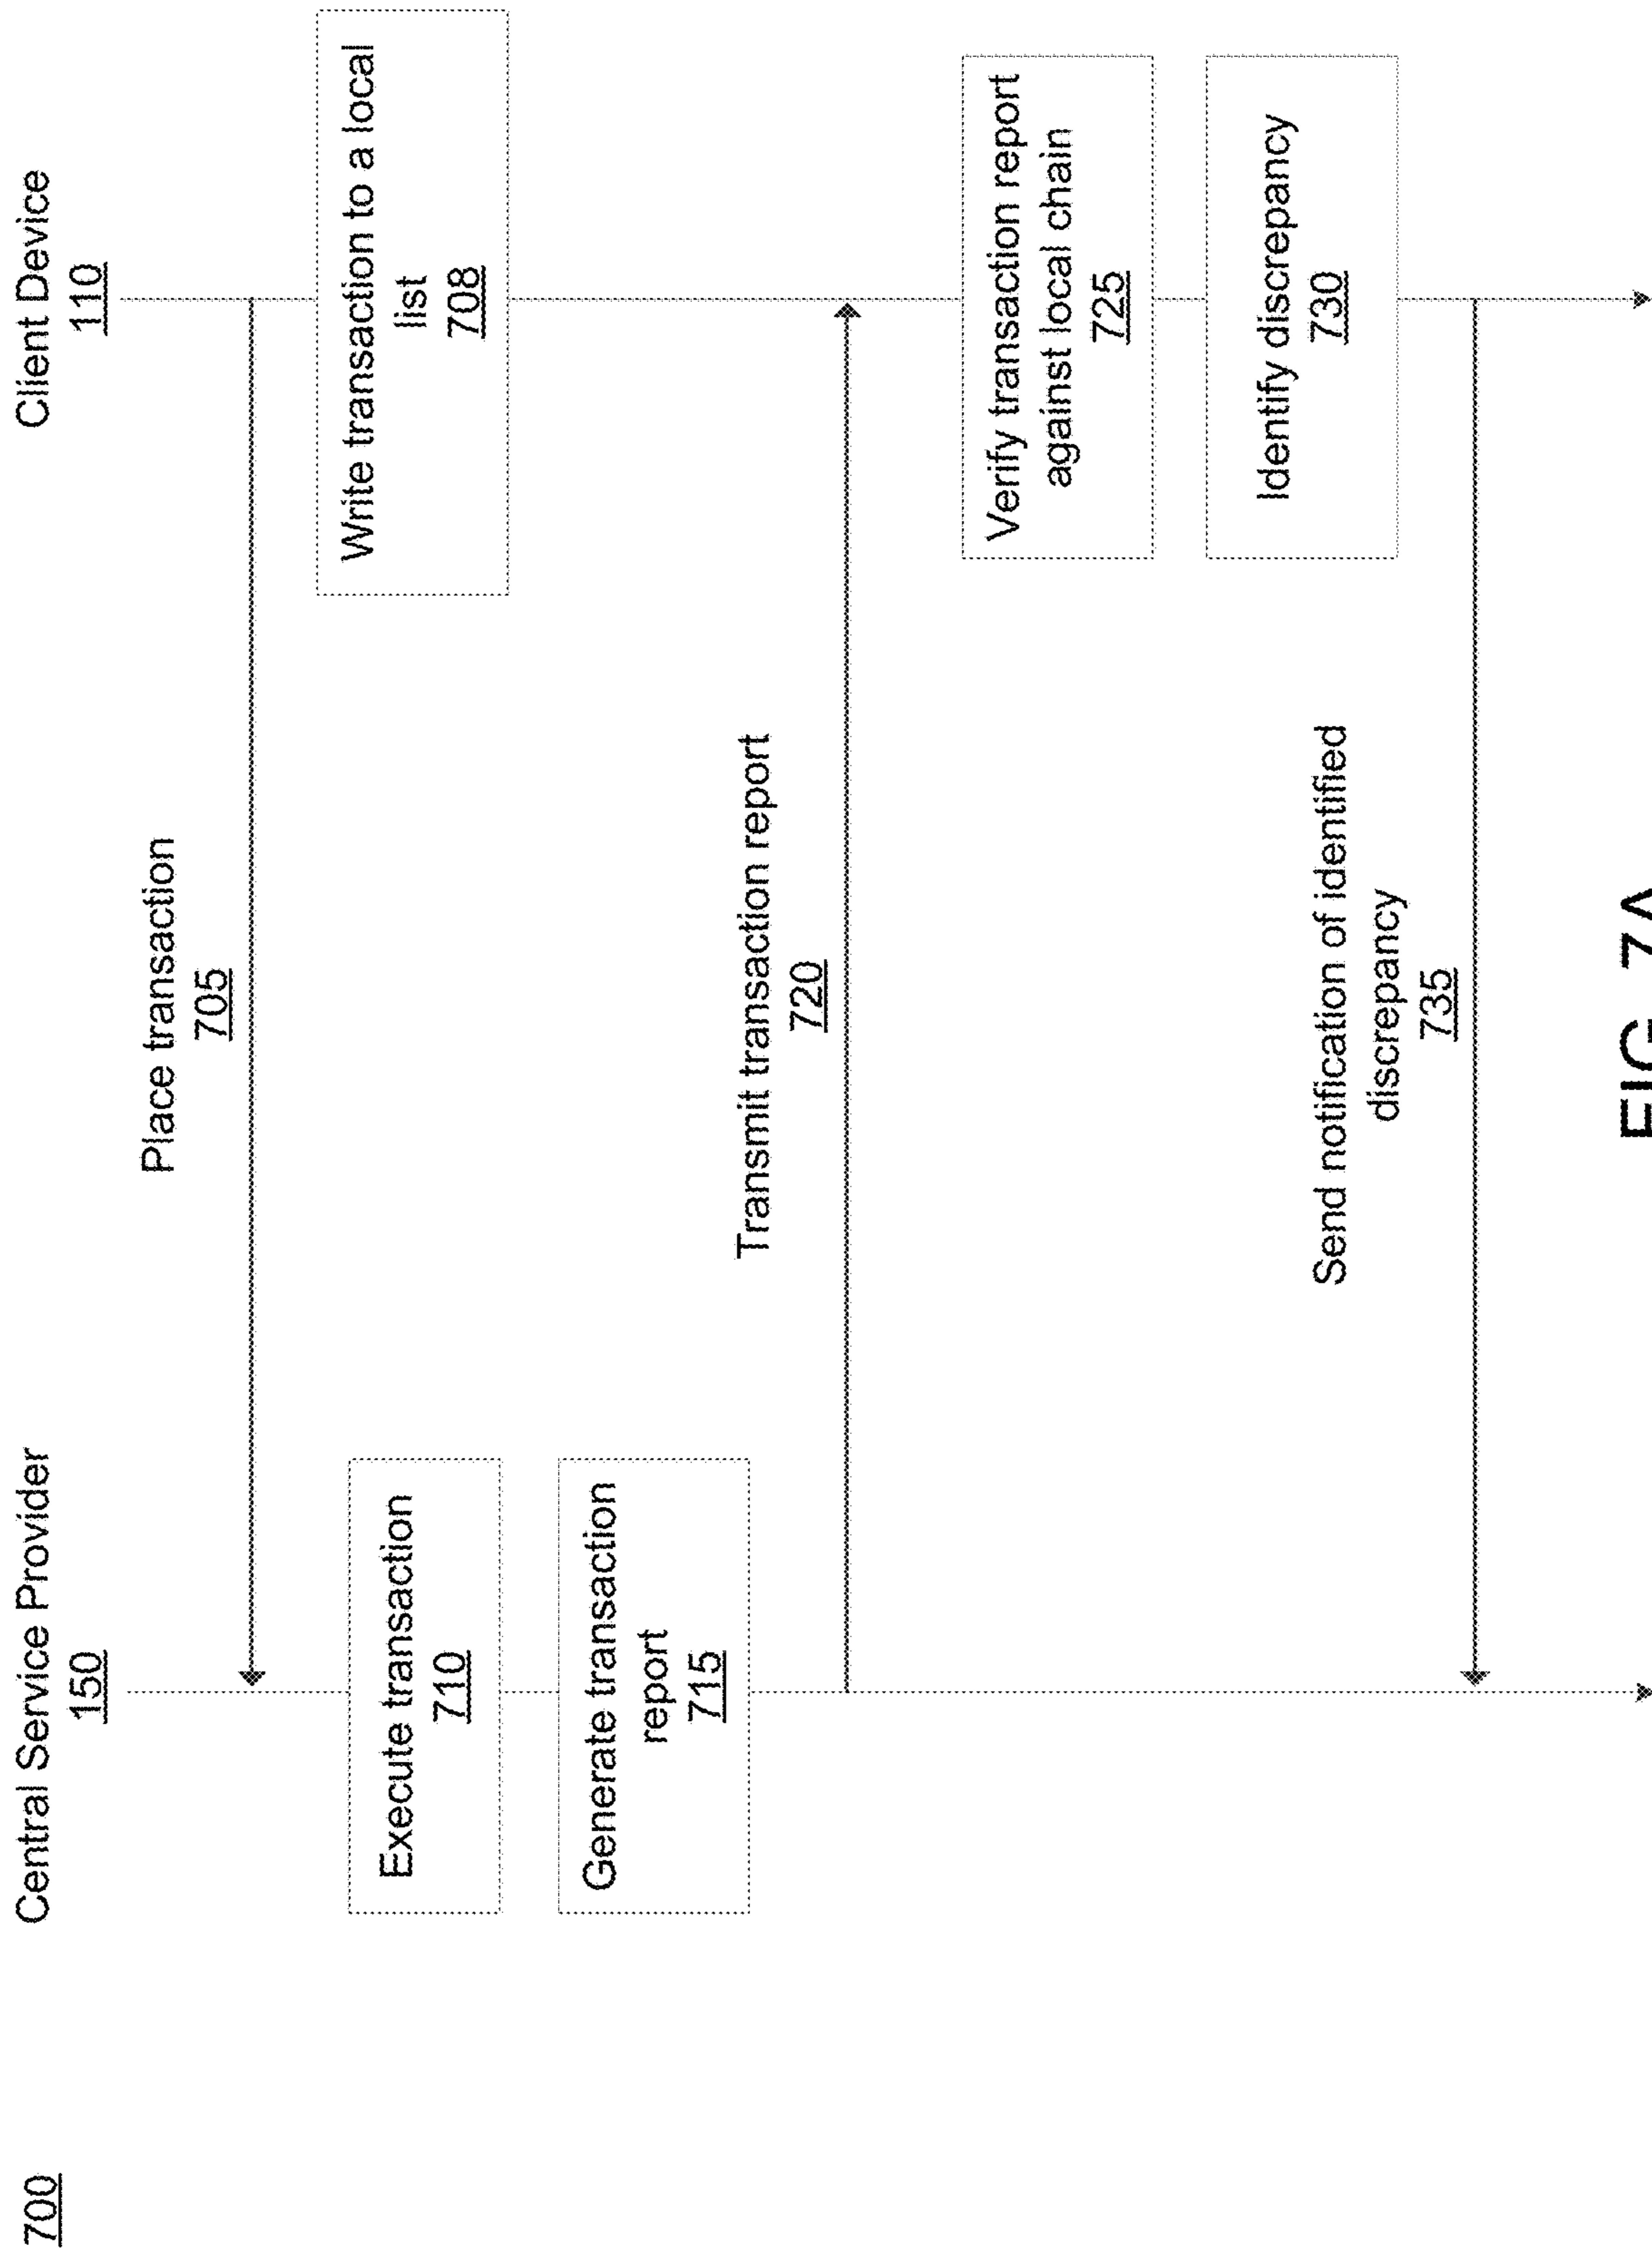 700
Central Service Provider
150
Client Device
110
Place transaction
705
Write transaction to a local
list
708
Execute transaction
710
Generate transaction
report
715
Transmit transaction report
720
Verify transaction report
against local chain
725
Identify discrepancy
730
Send notification of identified
discrepancy
735
FIG. 7A